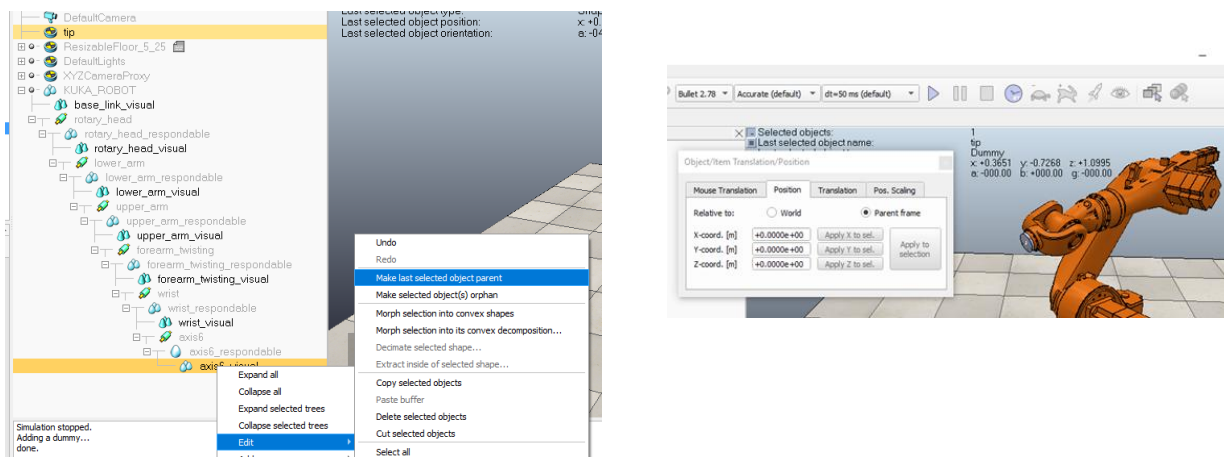 DefaultCamera
tip
ResizableFloor_5_25
DefaultLights
XYZCameraProxy
KUKA_ROBOT
base_link_visual
rotary_head
rotary_head_respondable
rotary_head_visual
lower_arm
lower_arm_respondable
lower_arm_visual
upper_arm
upper_arm_respondable
upper_arm_visual
forearm_twisting
forearm_twisting_respondable
forearm_twisting_visual
wrist
wrist_respondable
wrist_visual
axis6
axis6_respondable
axis6_visual
Simulation stopped.
Adding a dummy...
done.
Expand all
Collapse all
Expand selected trees
Collapse selected trees
Edit
Undo
Redo
Make last selected object parent
Make selected object(s) orphan
Morph selection into convex shapes
Morph selection into its convex decomposition...
Decimate selected shape...
Extract inside of selected shape...
Copy selected objects
Paste buffer
Delete selected objects
Cut selected objects
Select all
Last selected object type:
Last selected object position: x: +0.
Last selected object orientation: a: -04
Bullet 2.78 Accurate (default) dt=50 ms (default)
Selected objects: 1
Last selected object name: tip
Dummy
x: +0.3651 y: -0.7268 z: +1.0995
a: -000.00 b: +000.00 g: -000.00
Object/Item Translation/Position
Mouse Translation Position Translation Pos. Scaling
Relative to: World Parent frame
X-coord. [m] +0.0000e+00 Apply X to sel.
Y-coord. [m] +0.0000e+00 Apply Y to sel.
Z-coord. [m] +0.0000e+00 Apply Z to sel.
Apply to
selection